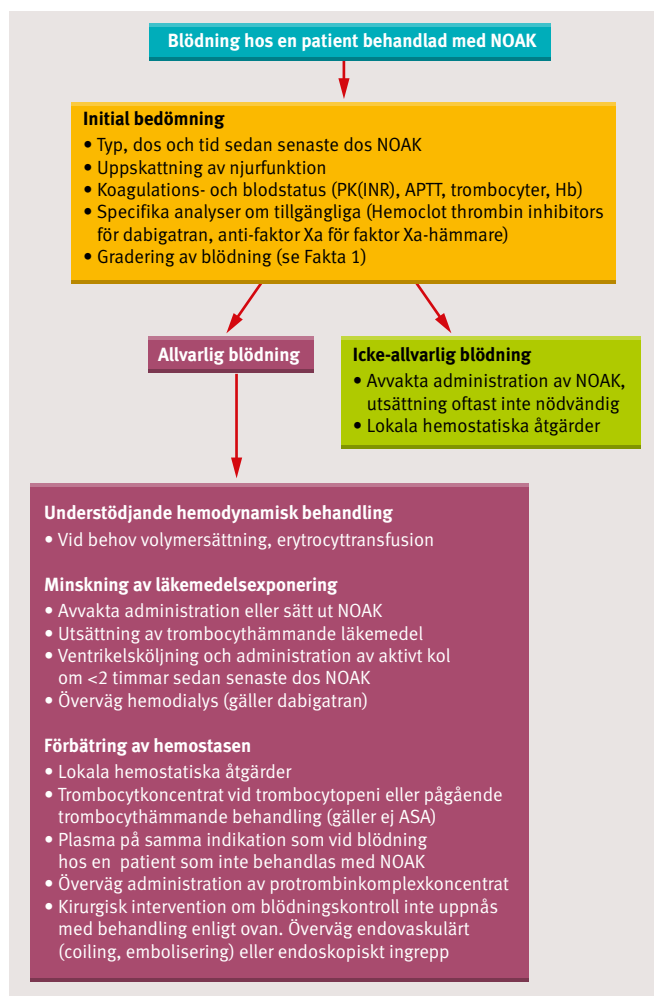 Blödning hos en patient behandlad med NOAK
Initial bedömning
• Typ, dos och tid sedan senaste dos NOAK
• Uppskattning av njurfunktion
• Koagulations- och blodstatus (PK(INR), APTT, trombocyter, Hb)
• Specifika analyser om tillgängliga (Hemoclot thrombin inhibitors
för dabigatran, anti-faktor Xa för faktor Xa-hämmare)
• Gradering av blödning (se Fakta 1)
Allvarlig blödning
Icke-allvarlig blödning
• Avvakta administration av NOAK,
utsättning oftast inte nödvändig
• Lokala hemostatiska åtgärder
Understödjande hemodynamisk behandling
• Vid behov volymersättning, erytrocyttransfusion
Minskning av läkemedelsexponering
• Avvakta administration eller sätt ut NOAK
• Utsättning av trombocythämmande läkemedel
• Ventrikelsköljning och administration av aktivt kol
om <2 timmar sedan senaste dos NOAK
• Överväg hemodialys (gäller dabigatran)
Förbätring av hemostasen
• Lokala hemostatiska åtgärder
• Trombocytkoncentrat vid trombocytopeni eller pågående
trombocythämmande behandling (gäller ej ASA)
• Plasma på samma indikation som vid blödning
hos en patient som inte behandlas med NOAK
• Överväg administration av protrombinkomplexkoncentrat
• Kirurgisk intervention om blödningskontroll inte uppnås
med behandling enligt ovan. Överväg endovaskulärt
(coiling, embolisering) eller endoskopiskt ingrepp